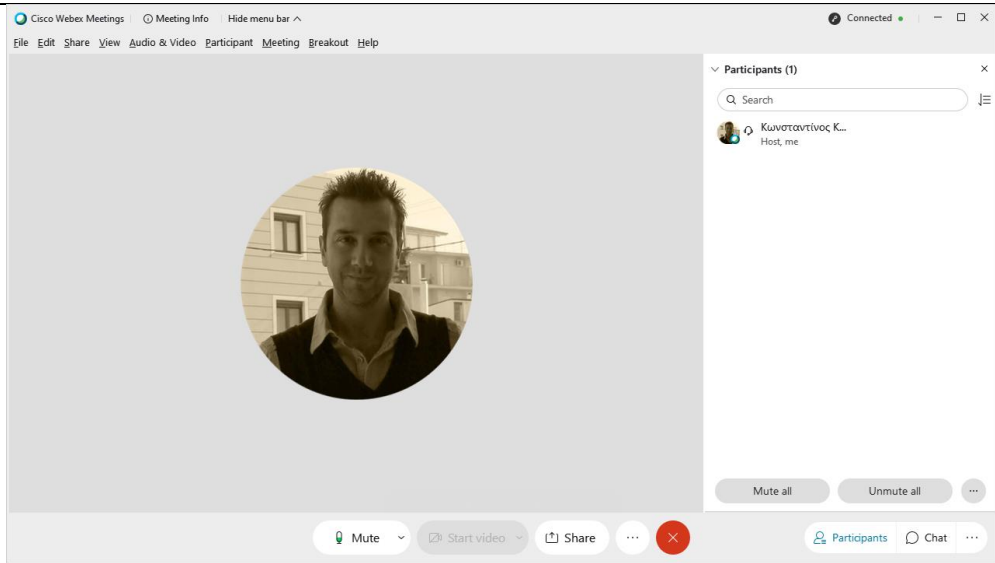 Cisco Webex Meetings Meeting Info Hide menu bar Connected
File Edit Share View Audio & Video Participant Meeting Breakout Help
Participants (1)
Search
Κωνσταντίνος Κ...
Host, me
Mute all Unmute all ...
Mute Start video Share ... Participants Chat ...